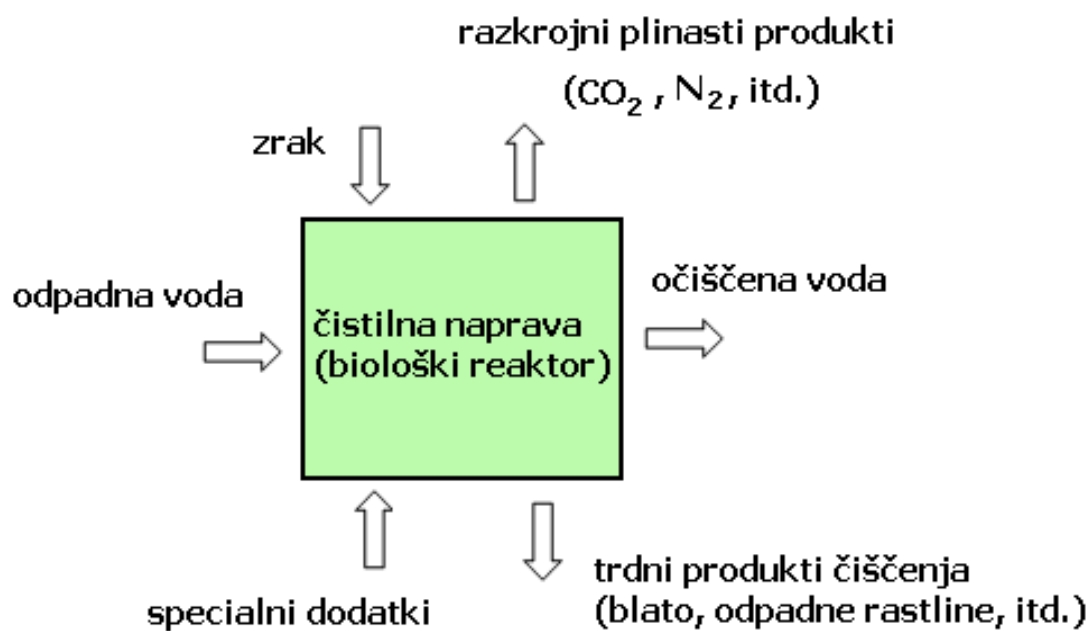 razkrojni plinasti produkti
(CO₂ , N₂, itd.)
zrak
odpadna voda
očiščena voda
čistilna naprava
(biološki reaktor)
specialni dodatki
trdni produkti čiščenja
(blato, odpadne rastline, itd.)